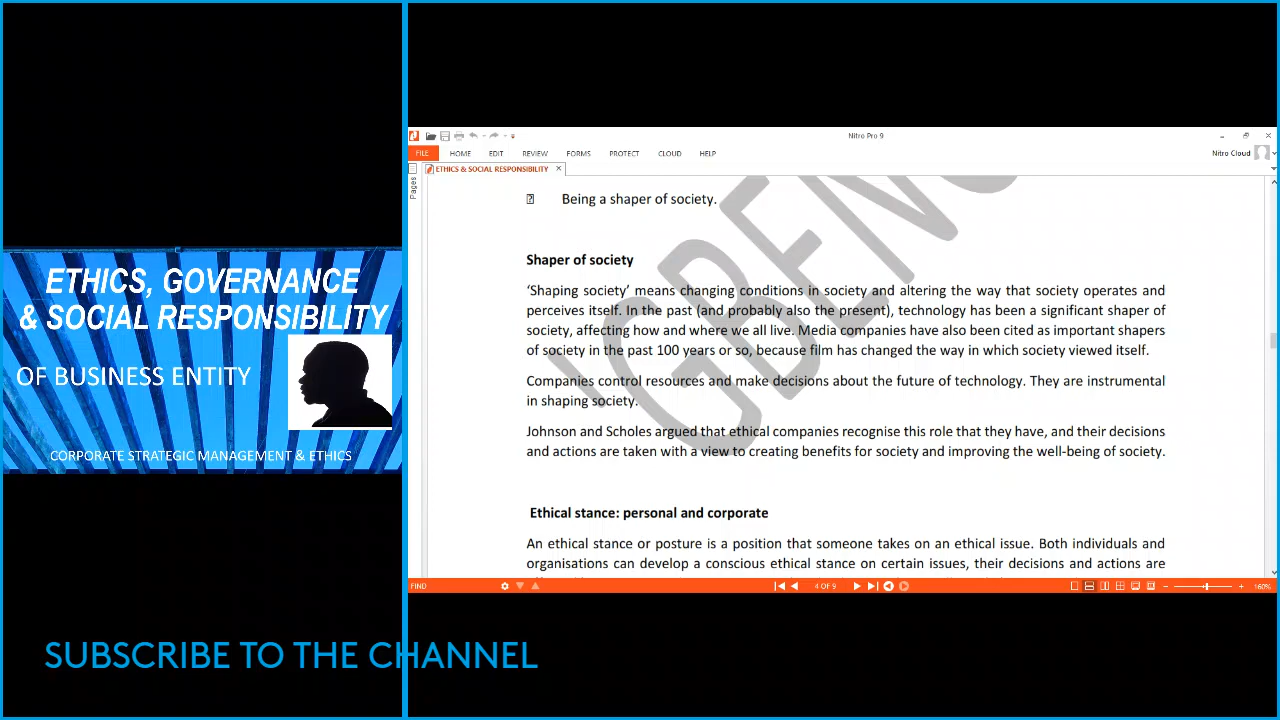 ETHICS, GOVERNANCE
& SOCIAL RESPONSIBILITY
OF BUSINESS ENTITY
CORPORATE STRATEGIC MANAGEMENT & ETHICS
SUBSCRIBE TO THE CHANNEL
Nitro Pro 9
FILE HOME EDIT REVIEW FORMS PROTECT CLOUD HELP
Nitro Cloud
ETHICS & SOCIAL RESPONSIBILITY
Pages
Being a shaper of society.
Shaper of society
‘Shaping society’ means changing conditions in society and altering the way that society operates and
perceives itself. In the past (and probably also the present), technology has been a significant shaper of
society, affecting how and where we all live. Media companies have also been cited as important shapers
of society in the past 100 years or so, because film has changed the way in which society viewed itself.
Companies control resources and make decisions about the future of technology. They are instrumental
in shaping society.
Johnson and Scholes argued that ethical companies recognise this role that they have, and their decisions
and actions are taken with a view to creating benefits for society and improving the well-being of society.
Ethical stance: personal and corporate
An ethical stance or posture is a position that someone takes on an ethical issue. Both individuals and
organisations can develop a conscious ethical stance on certain issues, their decisions and actions are
FIND
4 OF 9
160%